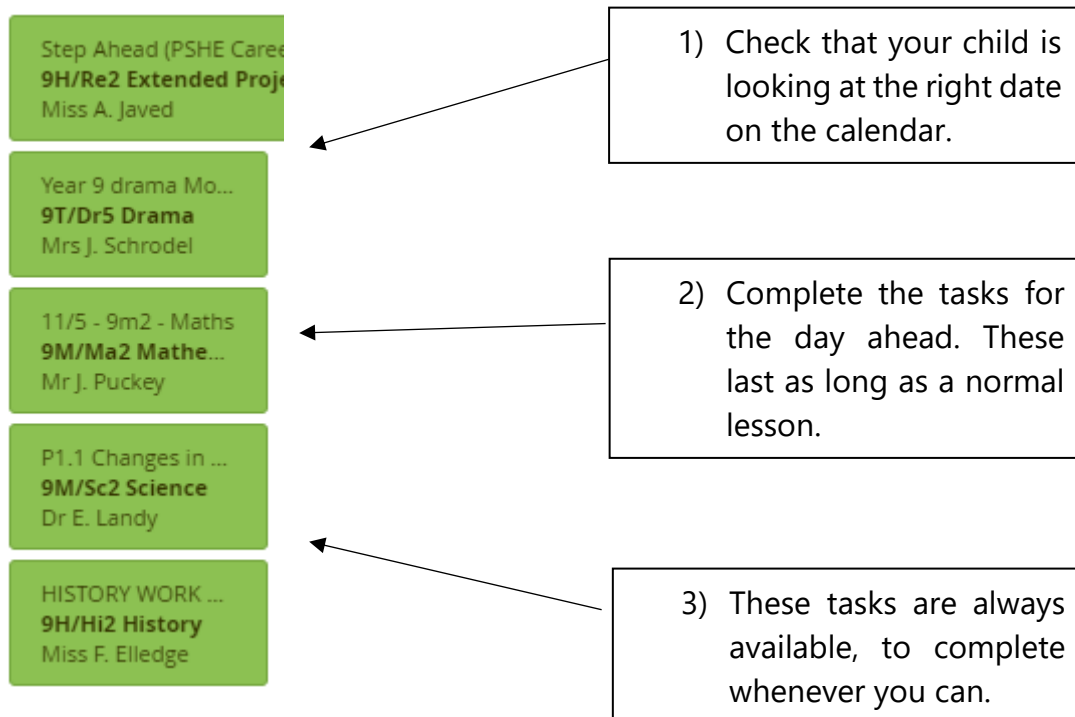 Step Ahead (PSHE Caree
9H/Re2 Extended Proje
Miss A. Javed
Year 9 drama Mo...
9T/Dr5 Drama
Mrs J. Schrodel
11/5 - 9m2 - Maths
9M/Ma2 Mathe...
Mr J. Puckey
P1.1 Changes in ...
9M/Sc2 Science
Dr E. Landy
HISTORY WORK ...
9H/Hi2 History
Miss F. Elledge
1) Check that your child is
looking at the right date
on the calendar.
2) Complete the tasks for
the day ahead. These
last as long as a normal
lesson.
3) These tasks are always
available, to complete
whenever you can.